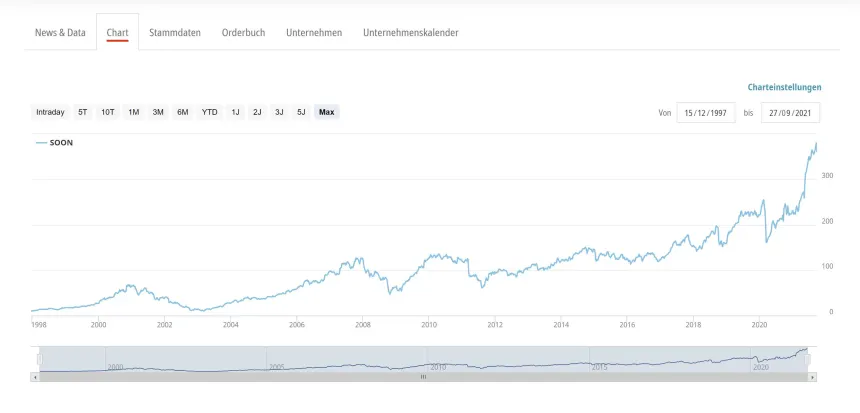 News & Data Chart Stammdaten Orderbuch Unternehmen Unternehmenskalender
Charteinstellungen
Intraday 5T 10T 1M 3M 6M YTD 1J 2J 3J 5J Max Von 15/12/1997 bis 27/09/2021
SOON
300
200
100
0
1998 2000 2002 2004 2006 2008 2010 2012 2014 2016 2018 2020
2000 2005 2010 2015 2020